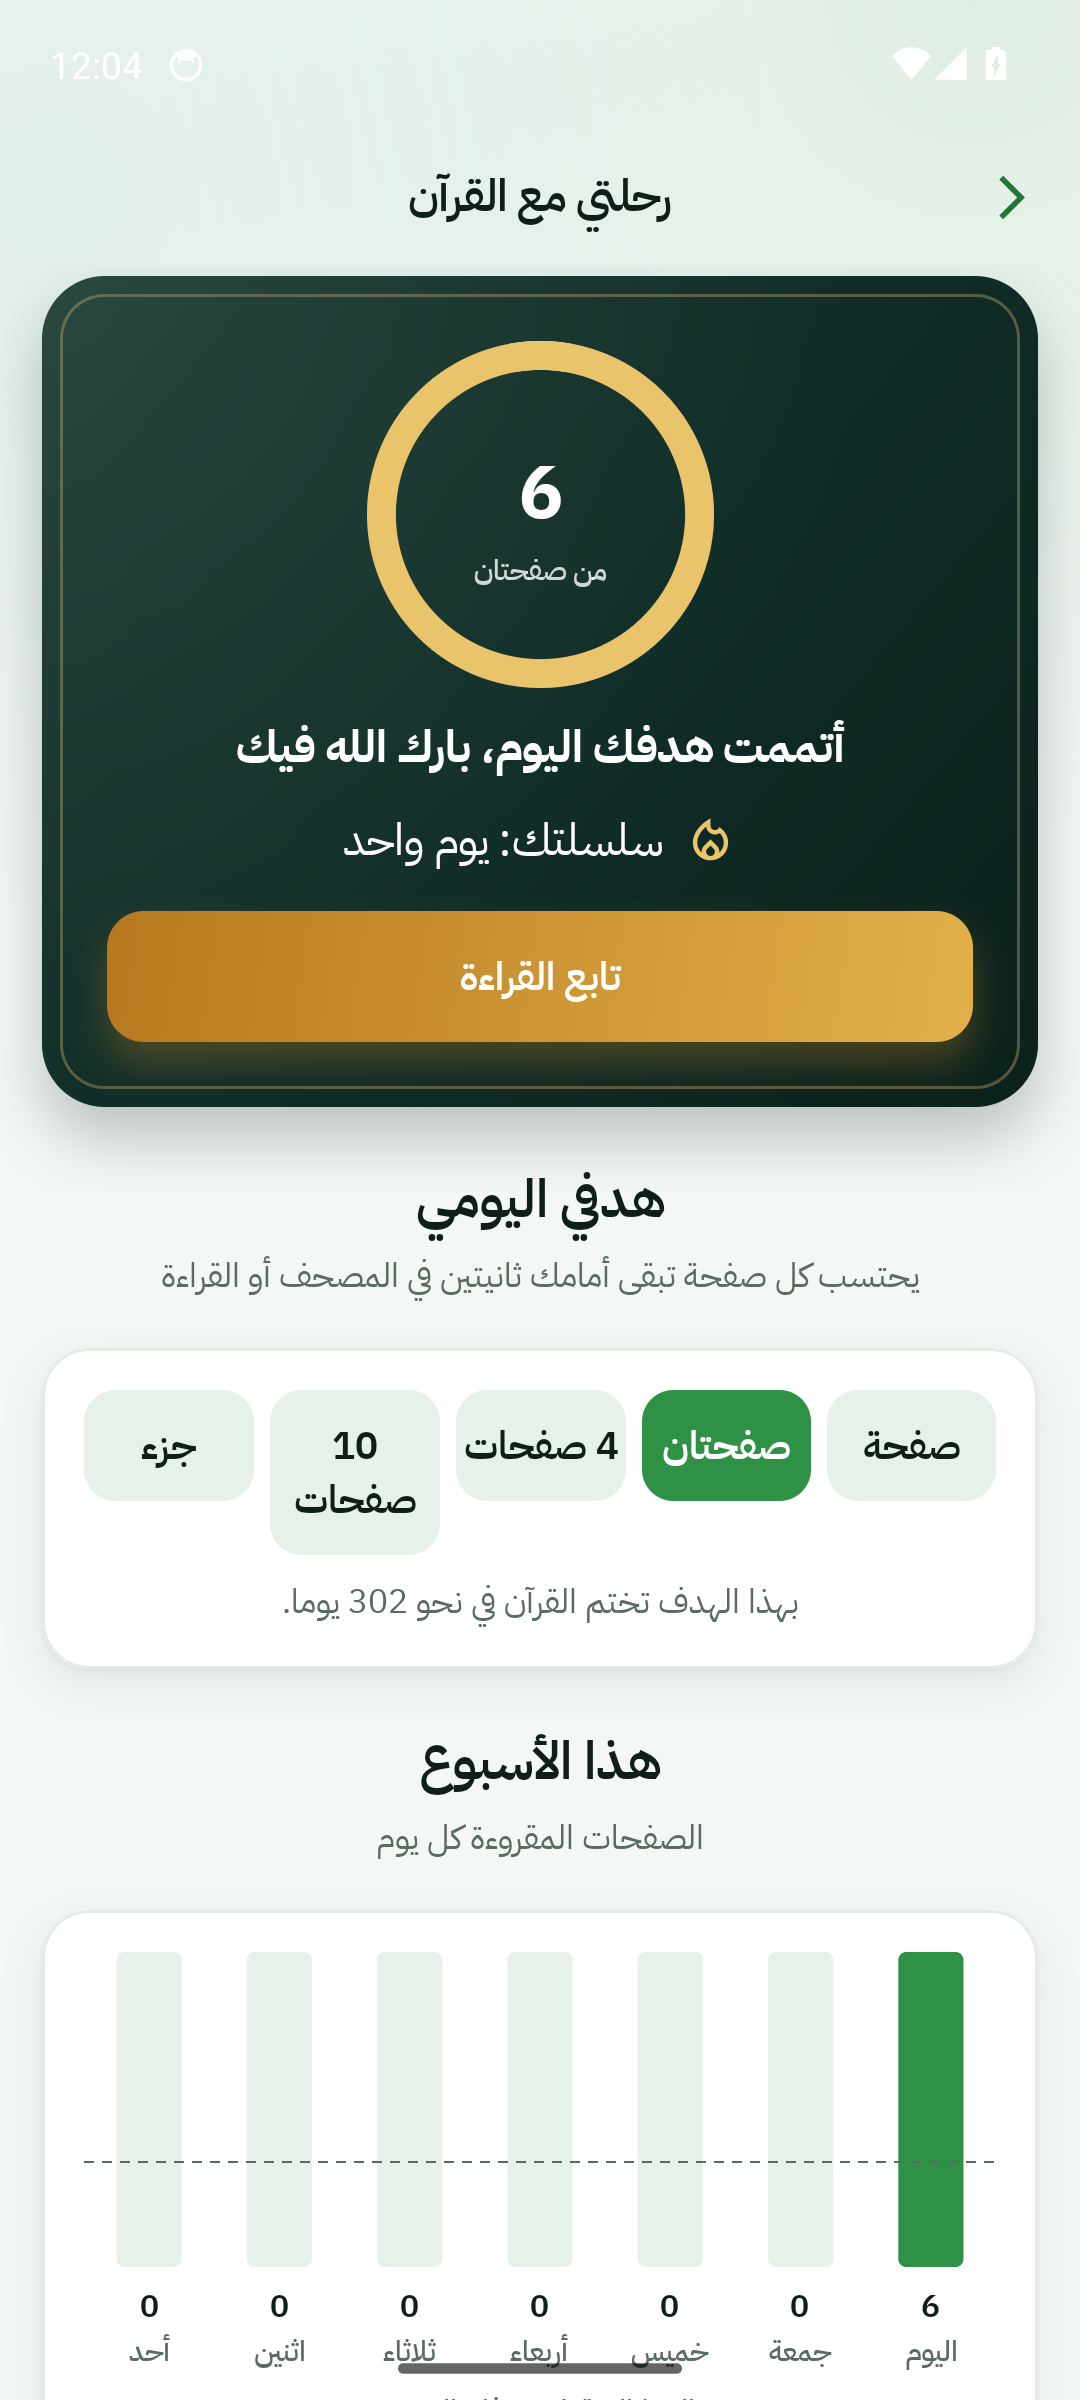 12:04
رحلتي مع القرآن
6
من صفحتان
أتممت هدفك اليوم، بارك الله فيك
سلسلتك: يوم واحد
تابع القراءة
هدفي اليومي
يحتسب كل صفحة تبقى أمامك ثانيتين في المصحف أو القراءة
صفحة
صفحتان
4 صفحات
10 صفحات
جزء
بهذا الهدف تختم القرآن في نحو 302 يوما.
هذا الأسبوع
الصفحات المقروءة كل يوم
6 0 0 0 0 0 0
اليوم جمعة خميس أربعاء ثلاثاء اثنين أحد